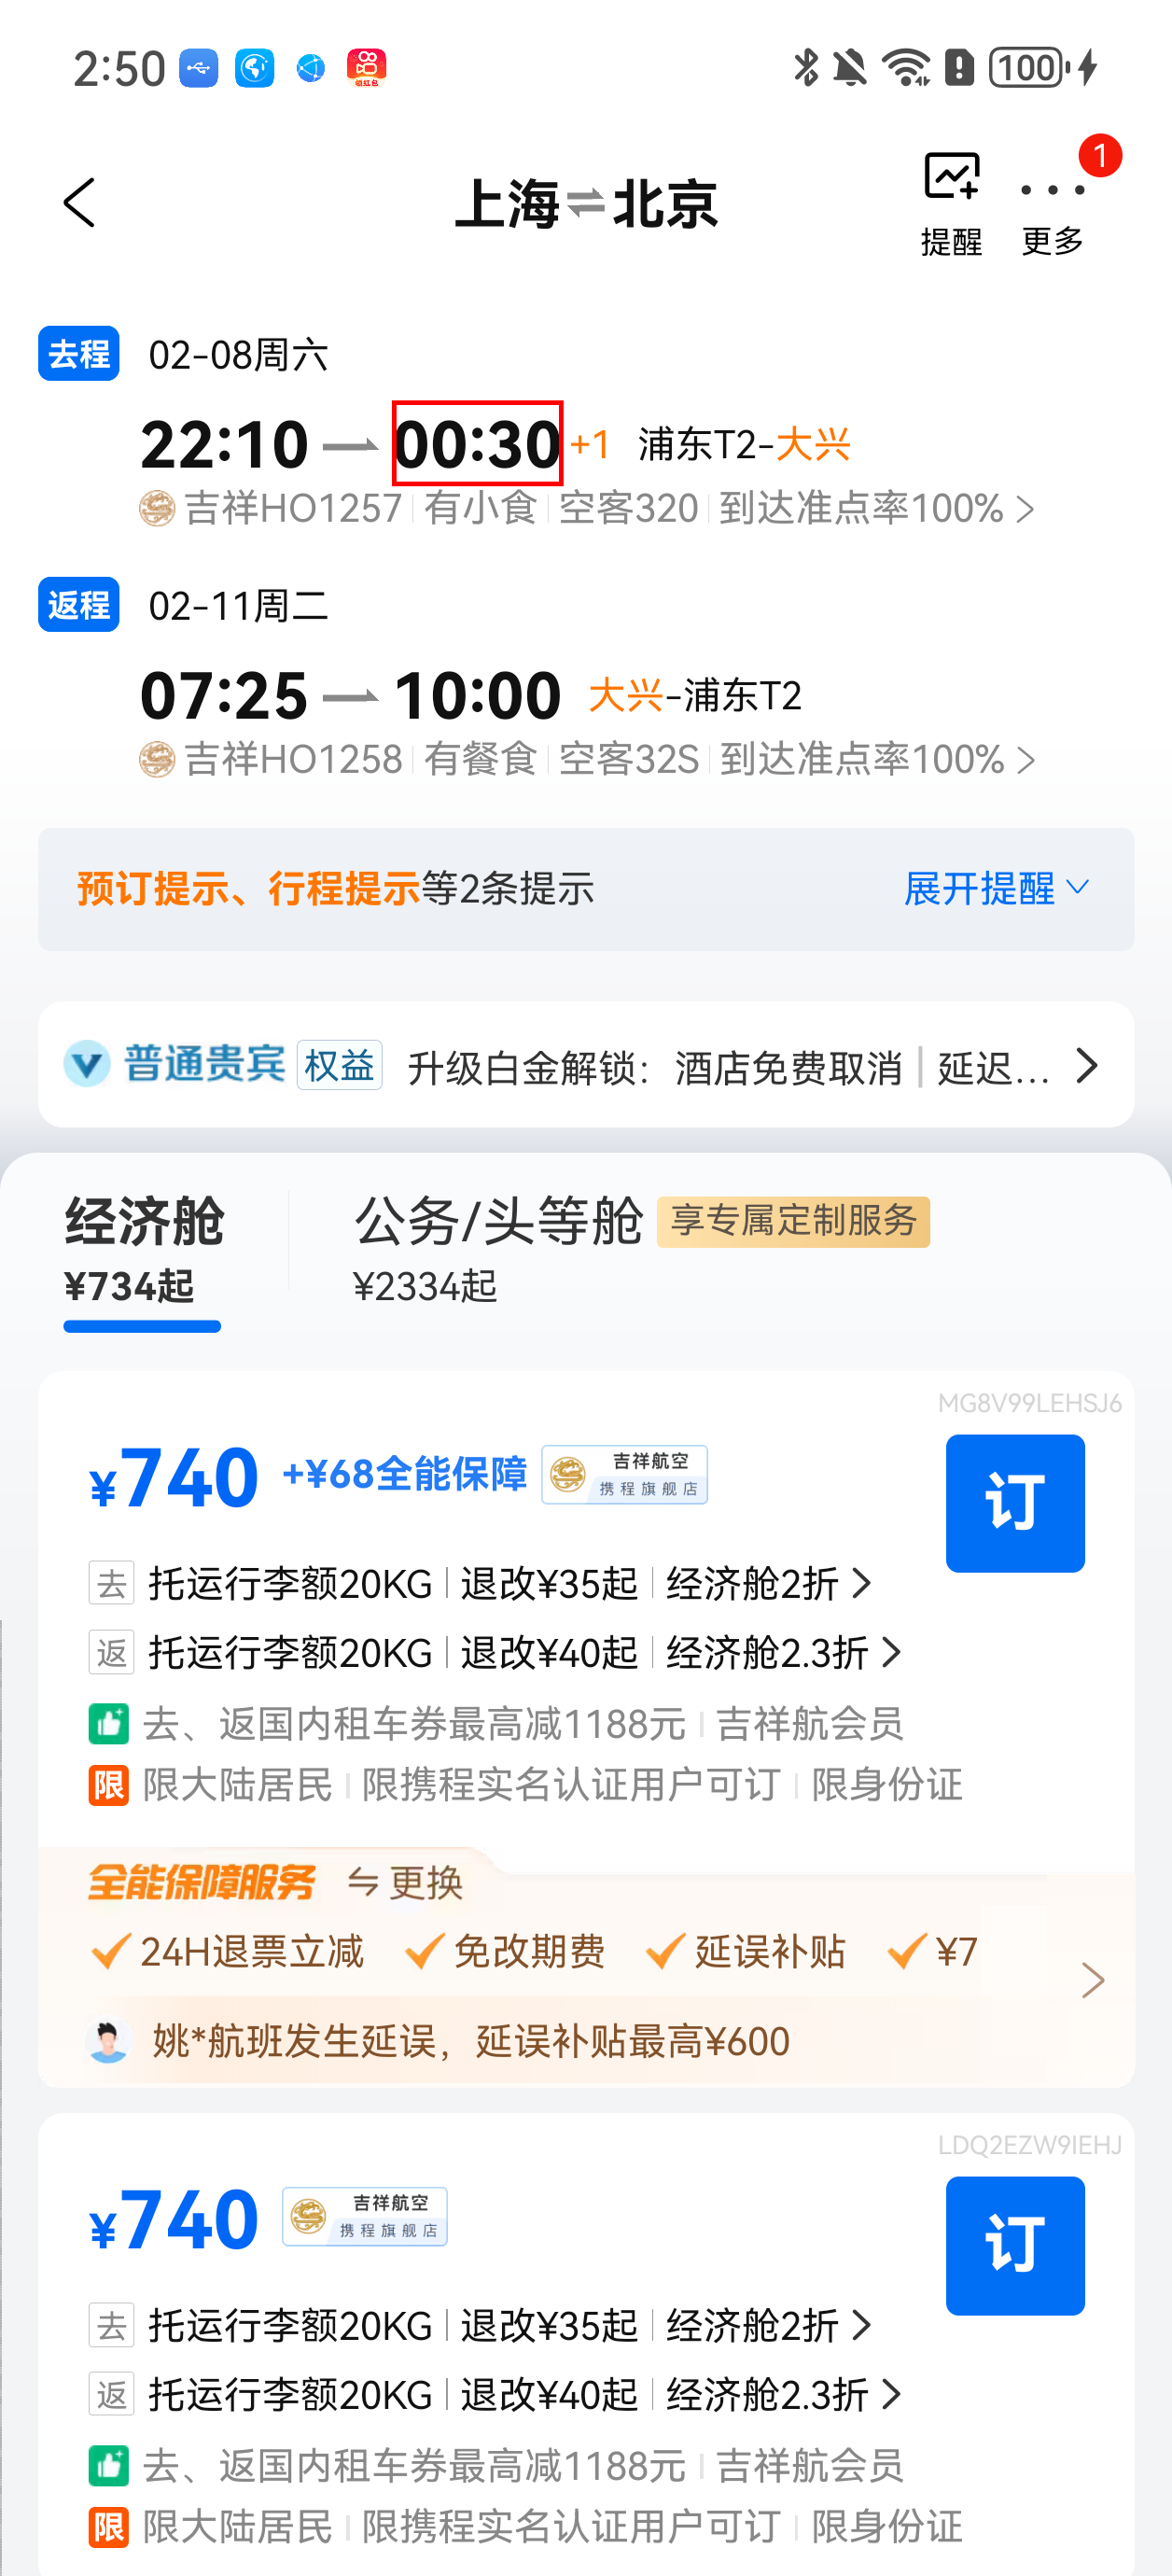 2:50 领红包 100
上海⇌北京
提醒 更多 1
去程 02-08周六
22:10 00:30 +1 浦东T2-大兴
吉祥HO1257 有小食 空客320 到达准点率100%
返程 02-11周二
07:25 10:00 大兴-浦东T2
吉祥HO1258 有餐食 空客32S 到达准点率100%
预订提示、行程提示等2条提示 展开提醒
普通贵宾 权益 升级白金解锁：酒店免费取消 | 延迟...
经济舱 公务/头等舱 享专属定制服务
¥734起 ¥2334起
MG8V99LEHSJ6
¥740 +¥68全能保障 吉祥航空 携程旗舰店 订
去 托运行李额20KG 退改¥35起 经济舱2折
返 托运行李额20KG 退改¥40起 经济舱2.3折
去、返国内租车券最高减1188元 吉祥航会员
限 限大陆居民 限携程实名认证用户可订 限身份证
全能保障服务 更换
24H退票立减 免改期费 延误补贴 ¥7
姚*航班发生延误，延误补贴最高¥600
LDQ2EZW9IEHJ
¥740 吉祥航空 携程旗舰店 订
去 托运行李额20KG 退改¥35起 经济舱2折
返 托运行李额20KG 退改¥40起 经济舱2.3折
去、返国内租车券最高减1188元 吉祥航会员
限 限大陆居民 限携程实名认证用户可订 限身份证